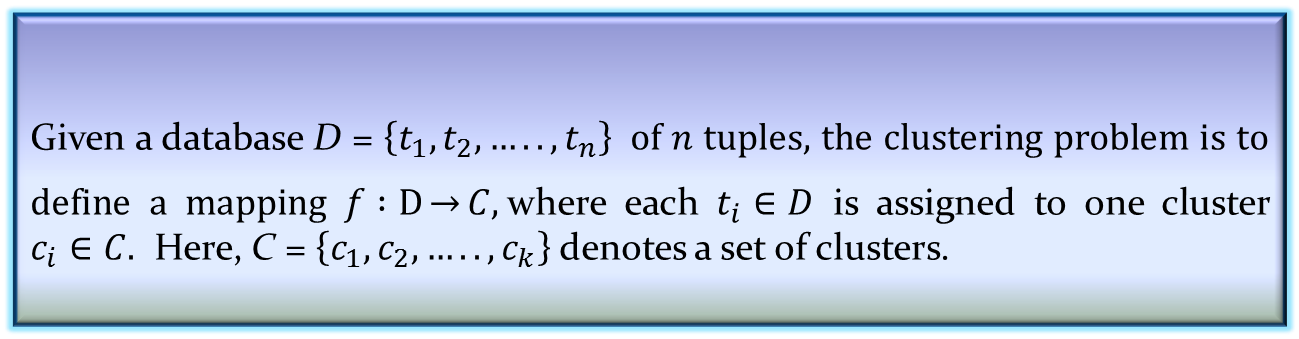 Given a database D = {t₁, t₂, ….. , tₙ} of n tuples, the clustering problem is to
define a mapping f : D → C, where each tᵢ ∈ D is assigned to one cluster
cᵢ ∈ C. Here, C = {c₁, c₂, ….. , cₖ} denotes a set of clusters.